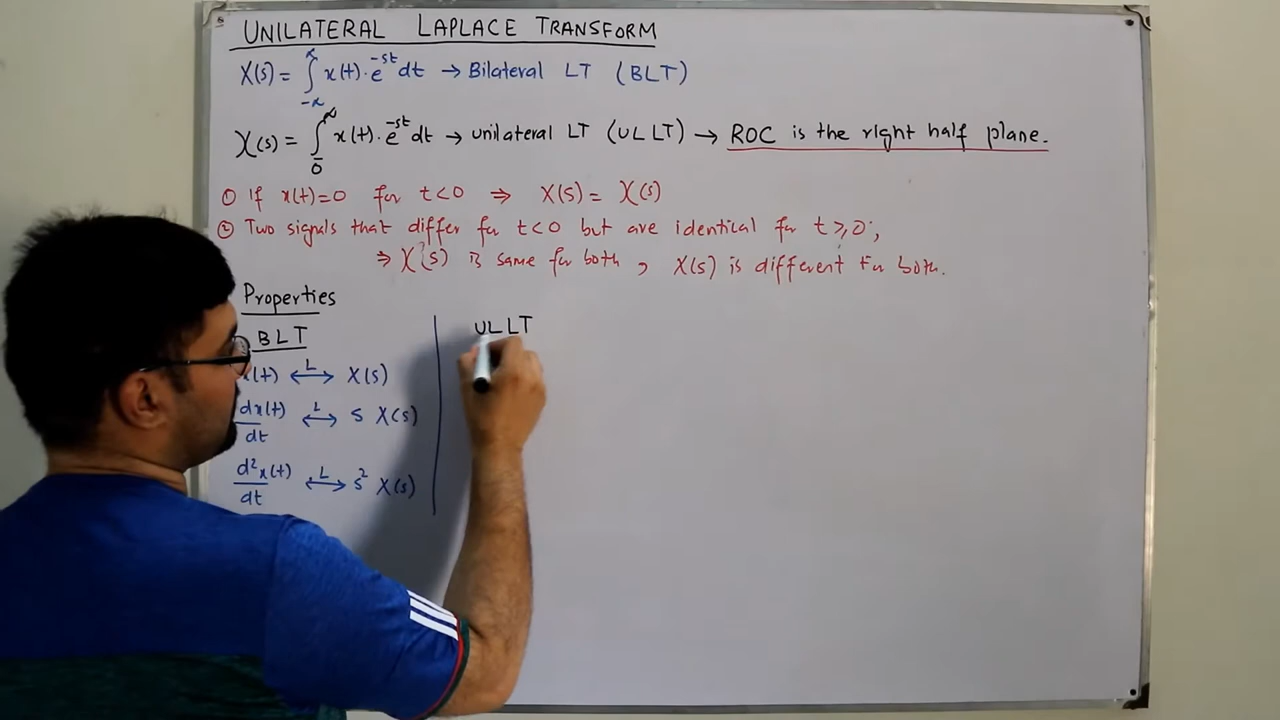 UNILATERAL LAPLACE TRANSFORM
X(s) = ∫_{-∞}^{∞} x(t)·e^{-st} dt → Bilateral LT (BLT)
𝒳(s) = ∫_{0⁻}^{∞} x(t)·e^{-st} dt → unilateral LT (ULLT) → ROC is the right half plane.
① If x(t)=0 for t<0 ⇒ X(s) = 𝒳(s)
② Two signals that differ for t<0 but are identical for t≥0⁻,
⇒ 𝒳(s) is same for both, X(s) is different for both.
Properties
BLT
x(t) ⟷^L X(s)
dx(t)/dt ⟷^L s X(s)
d²x(t)/dt ⟷^L s² X(s)
ULLT